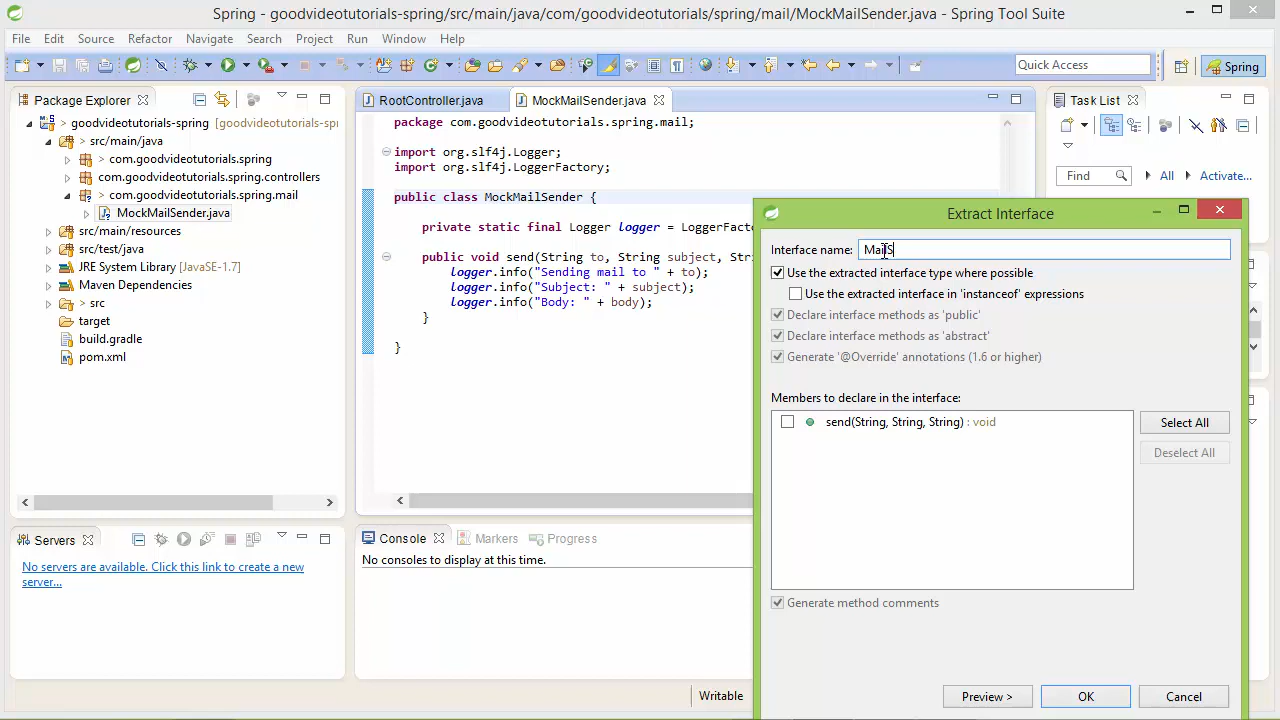 Spring - goodvideotutorials-spring/src/main/java/com/goodvideotutorials/spring/mail/MockMailSender.java - Spring Tool Suite
File Edit Source Refactor Navigate Search Project Run Window Help
Quick Access
Spring
Package Explorer
> goodvideotutorials-spring [goodvideotutorials-spi
> src/main/java
> com.goodvideotutorials.spring
com.goodvideotutorials.spring.controllers
> com.goodvideotutorials.spring.mail
MockMailSender.java
src/main/resources
src/test/java
JRE System Library [JavaSE-1.7]
Maven Dependencies
> src
target
build.gradle
pom.xml
RootController.java
MockMailSender.java
package com.goodvideotutorials.spring.mail;
import org.slf4j.Logger;
import org.slf4j.LoggerFactory;
public class MockMailSender {
private static final Logger logger = LoggerFacto
public void send(String to, String subject, Stri
logger.info("Sending mail to " + to);
logger.info("Subject: " + subject);
logger.info("Body: " + body);
}
}
Task List
Find
All
Activate...
Extract Interface
Interface name:
MailS
Use the extracted interface type where possible
Use the extracted interface in 'instanceof' expressions
Declare interface methods as 'public'
Declare interface methods as 'abstract'
Generate '@Override' annotations (1.6 or higher)
Members to declare in the interface:
send(String, String, String) : void
Select All
Deselect All
Generate method comments
Preview >
OK
Cancel
Servers
No servers are available. Click this link to create a new
server...
Console
Markers
Progress
No consoles to display at this time.
Writable